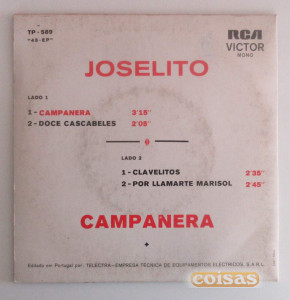 TP - 589
"45-EP"
RCA
VICTOR
MONO
JOSELITO
LADO 1
1 - CAMPANERA 3'15"
2 - DOCE CASCABELES 2'05"
LADO 2
1 - CLAVELITOS 2'35"
2 - POR LLAMARTE MARISOL 2'45"
CAMPANERA
Editado em Portugal por: TELECTRA-EMPRESA TÉCNICA DE EQUIPAMENTOS ELÉCTRICOS, S.A.R.L.
coisas